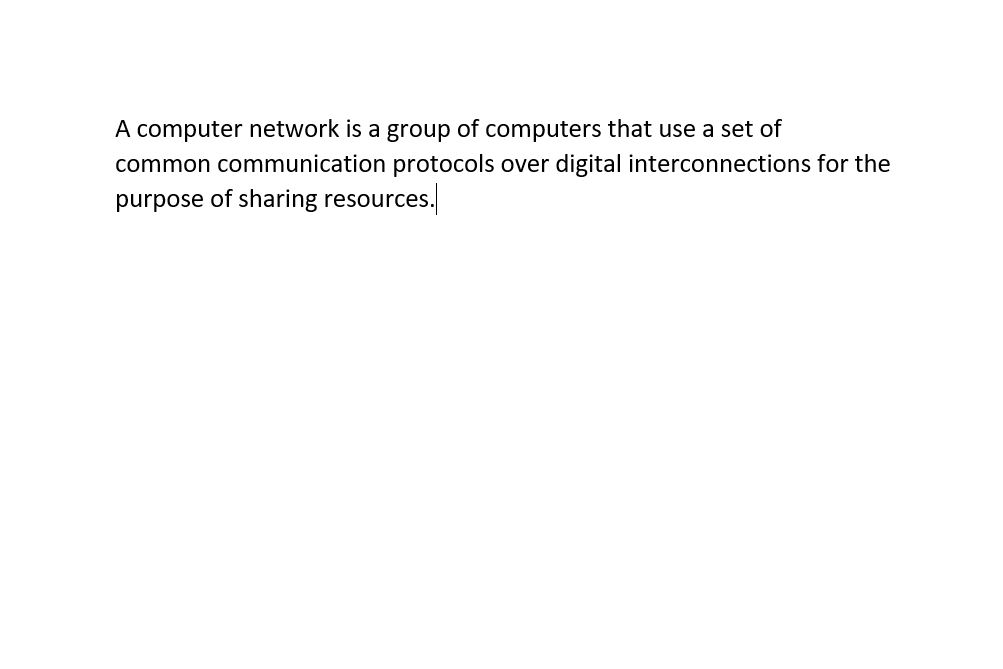 A computer network is a group of computers that use a set of
common communication protocols over digital interconnections for the
purpose of sharing resources.